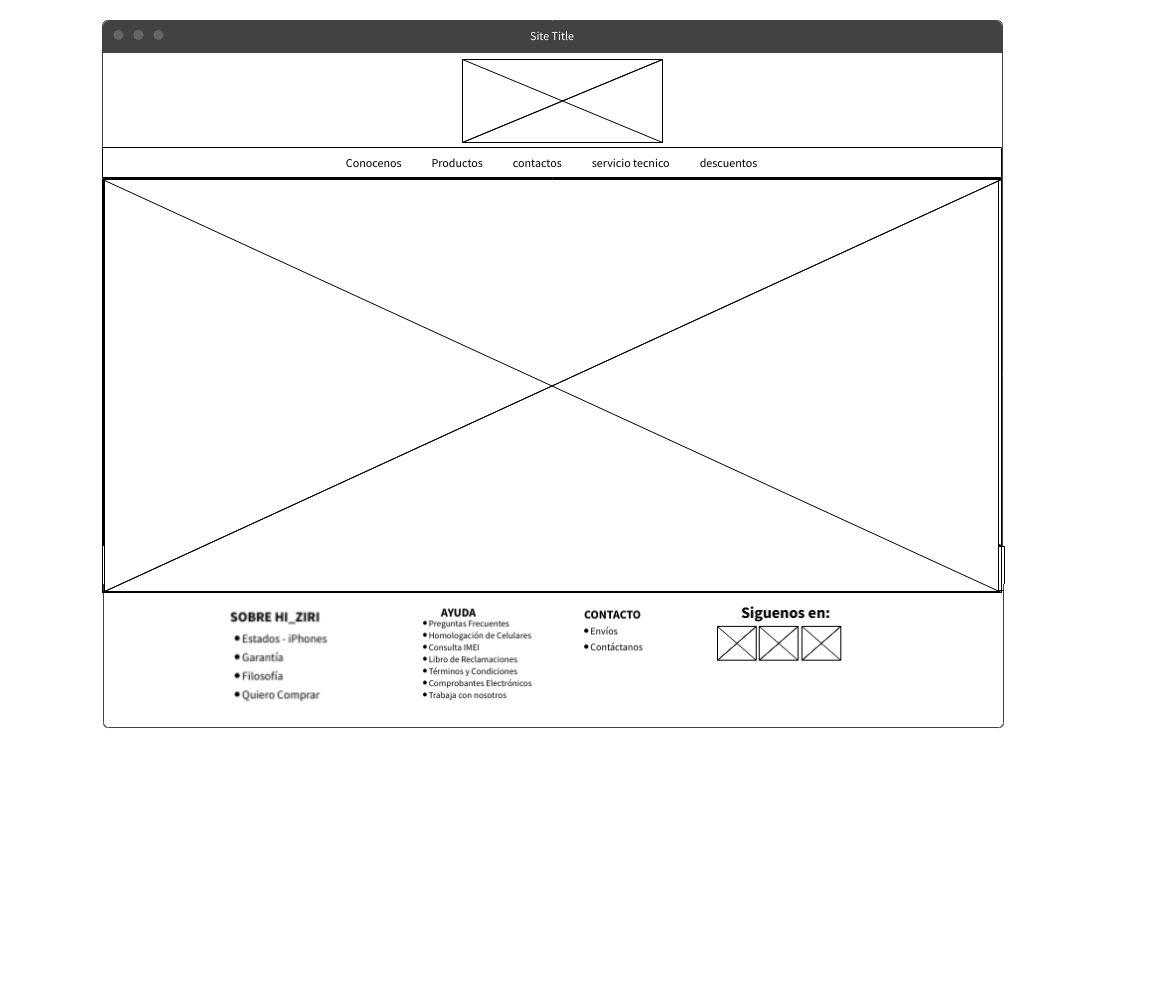 Site Title
Conocenos Productos contactos servicio tecnico descuentos
SOBRE HI_ZIRI
Estados - iPhones
Garantía
Filosofía
Quiero Comprar
AYUDA
Preguntas Frecuentes
Homologación de Celulares
Consulta IMEI
Libro de Reclamaciones
Términos y Condiciones
Comprobantes Electrónicos
Trabaja con nosotros
CONTACTO
Envíos
Contáctanos
Siguenos en: